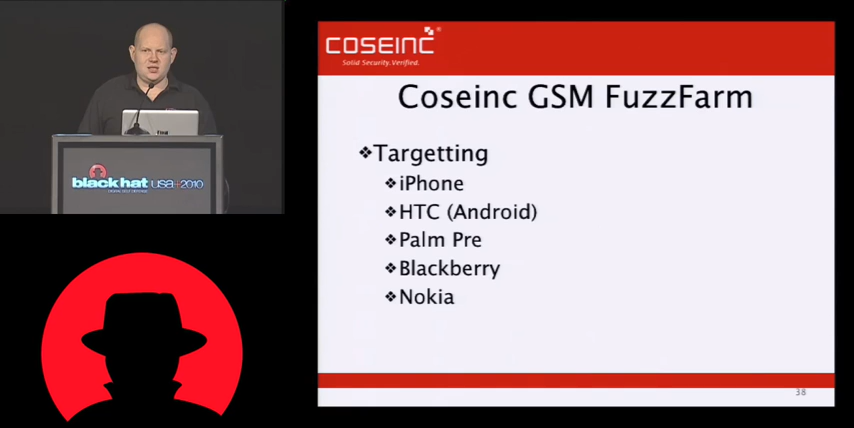 black hat USA+2010
COSEINC
Solid Security.Verified.
Coseinc GSM FuzzFarm
❖Targetting
❖iPhone
❖HTC (Android)
❖Palm Pre
❖Blackberry
❖Nokia
38